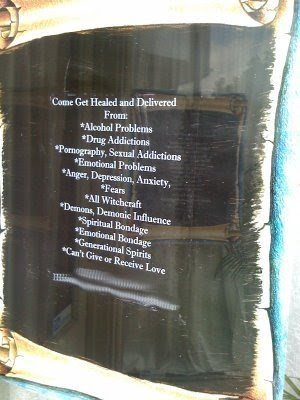 Come Get Healed and Delivered
From:
*Alcohol Problems
*Drug Addictions
*Pornography, Sexual Addictions
*Emotional Problems
*Anger, Depression, Anxiety,
*Fears
*All Witchcraft
*Demons, Demonic Influence
*Spiritual Bondage
*Emotional Bondage
*Generational Spirits
*Can't Give or Receive Love